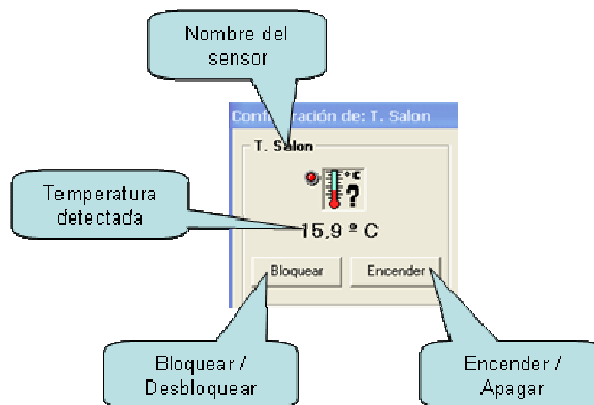 Nombre del
sensor
Configuración de: T. Salon
T. Salon
°C
?
Temperatura
detectada
15,9 º C
Bloquear
Encender
Bloquear /
Desbloquear
Encender /
Apagar